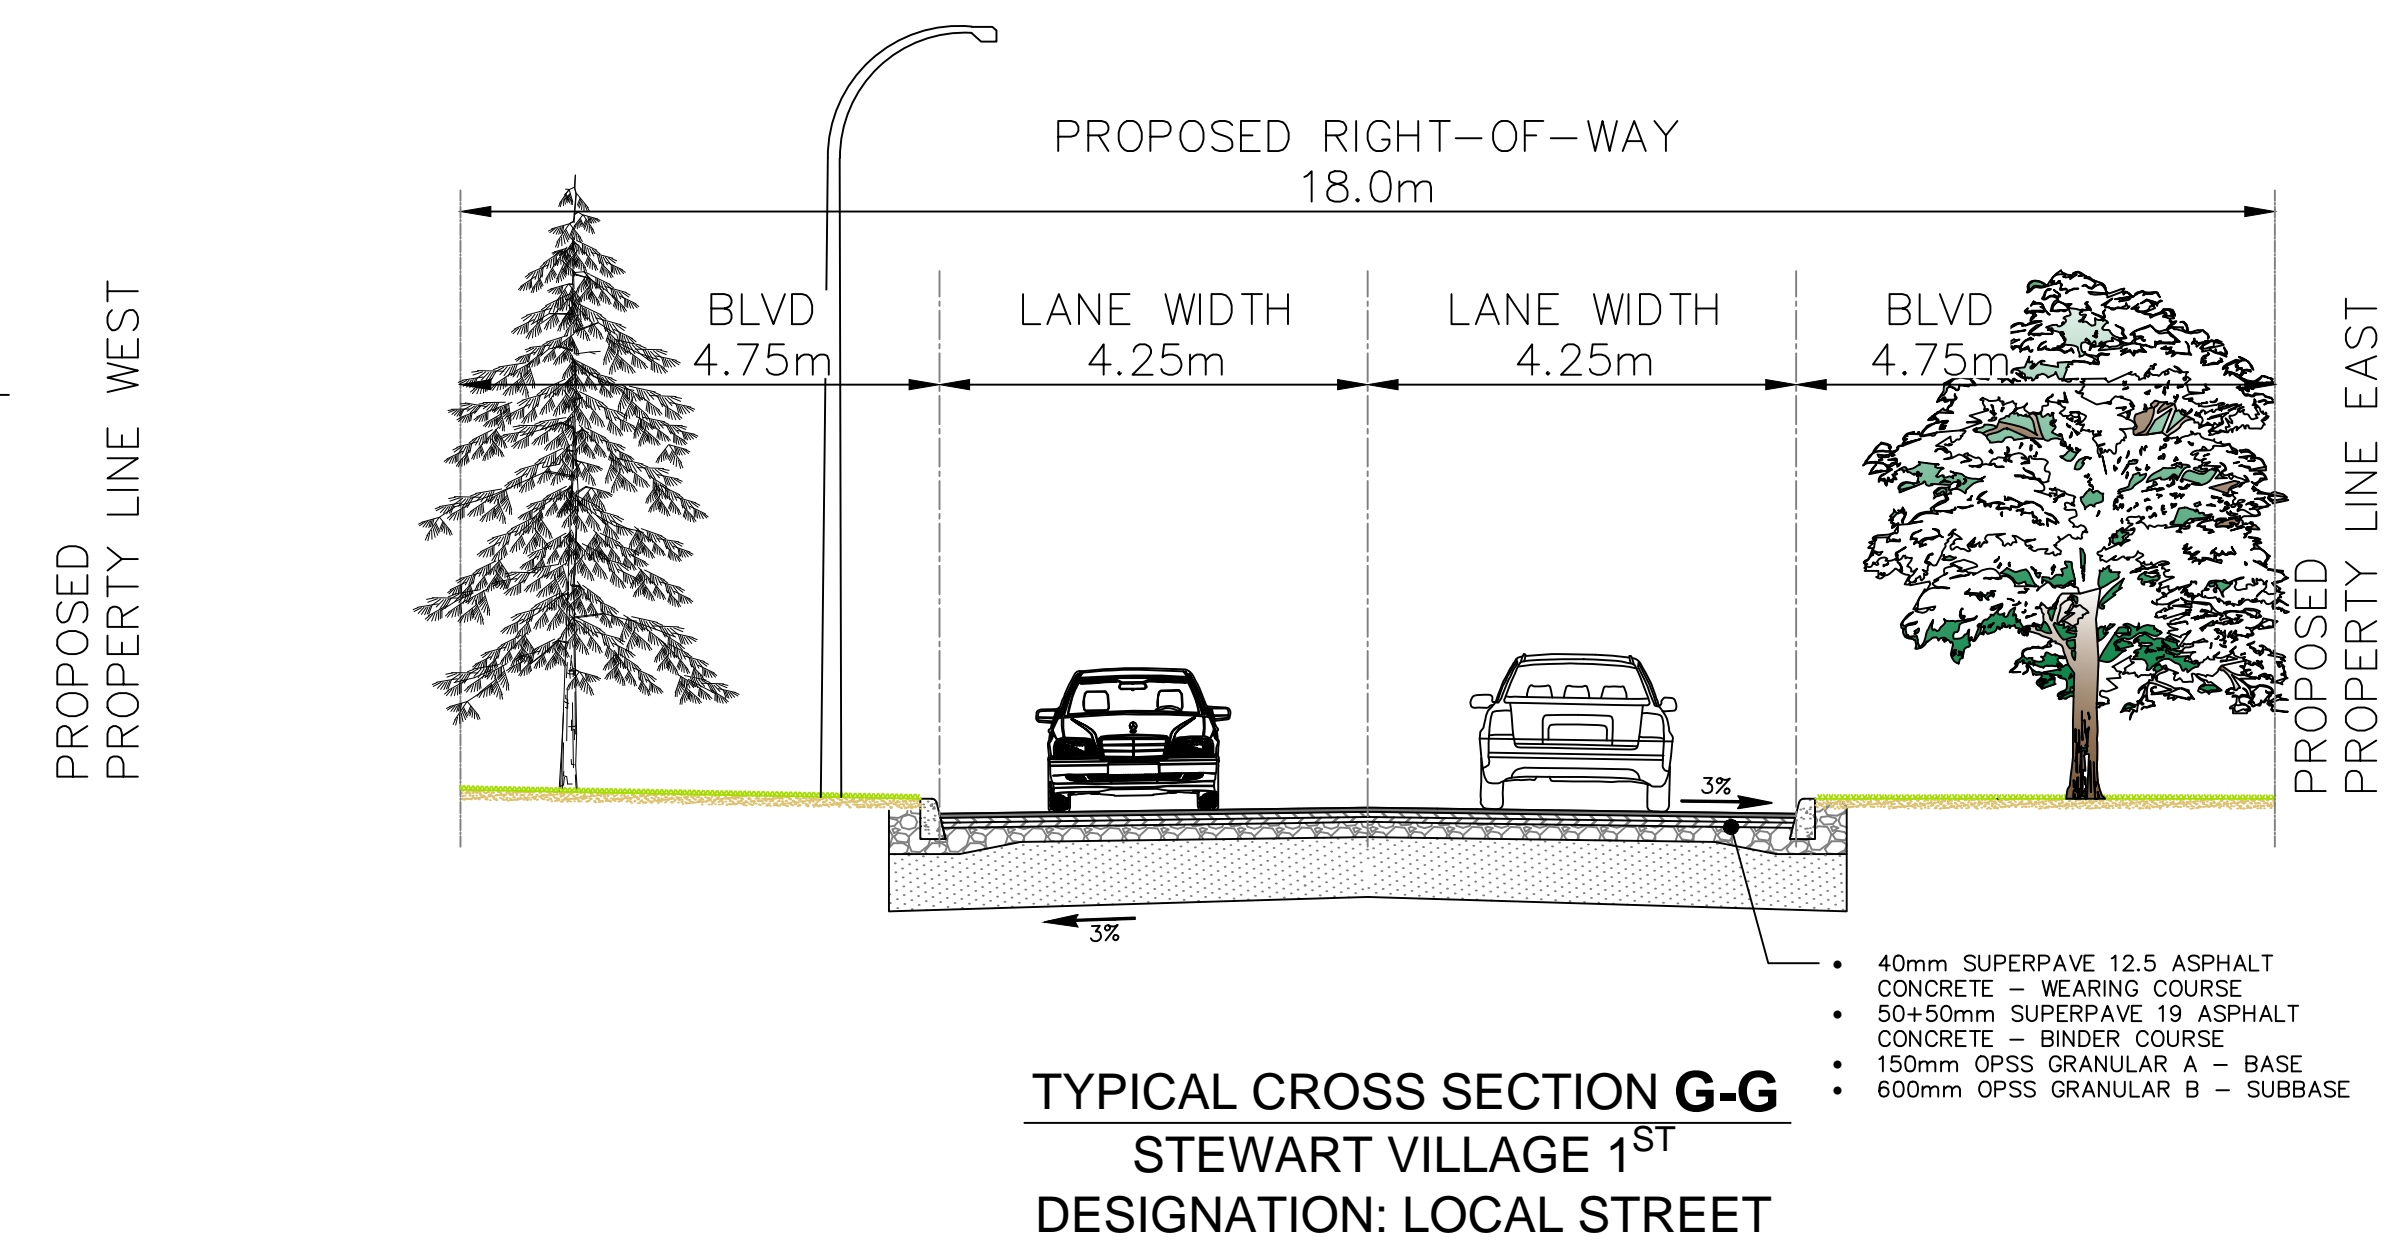 PROPOSED RIGHT-OF-WAY
18.0m
BLVD
4.75m
LANE WIDTH
4.25m
LANE WIDTH
4.25m
BLVD
4.75m
PROPOSED
PROPERTY LINE WEST
PROPOSED
PROPERTY LINE EAST
3%
3%
• 40mm SUPERPAVE 12.5 ASPHALT
CONCRETE – WEARING COURSE
• 50+50mm SUPERPAVE 19 ASPHALT
CONCRETE – BINDER COURSE
• 150mm OPSS GRANULAR A – BASE
• 600mm OPSS GRANULAR B – SUBBASE
TYPICAL CROSS SECTION G-G
STEWART VILLAGE 1ST
DESIGNATION: LOCAL STREET